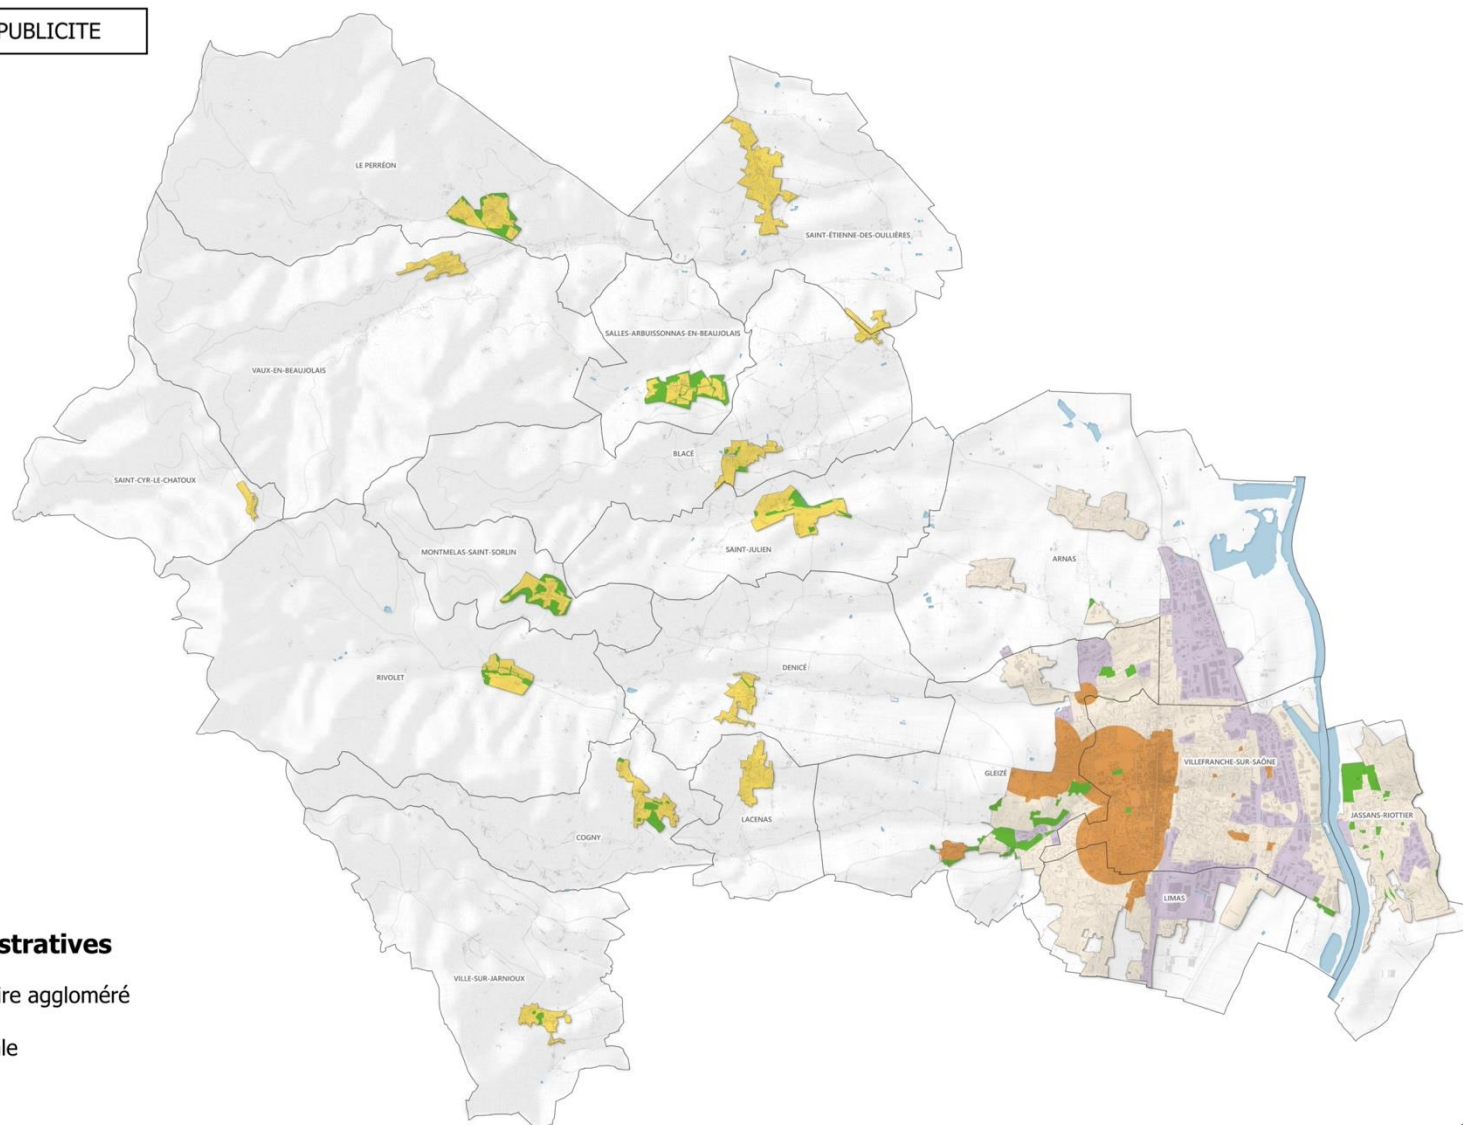 PUBLICITE
LE PERRÉON
SAINT-ÉTIENNE-DES-OULLIÈRES
SALLES-ARBUISSONNAS-EN-BEAUJOLAIS
VAUX-EN-BEAUJOLAIS
BLACÉ
SAINT-CYR-LE-CHATOUX
MONTMELAS-SAINT-SORLIN
SAINT-JULIEN
ARNAS
DENICÉ
RIVOLET
VILLEFRANCHE-SUR-SAÔNE
GLEIZÉ
JASSANS-RIOTTIER
LACENAS
COGNY
LIMAS
stratives
VILLE-SUR-JARNIOUX
ire aggloméré
le